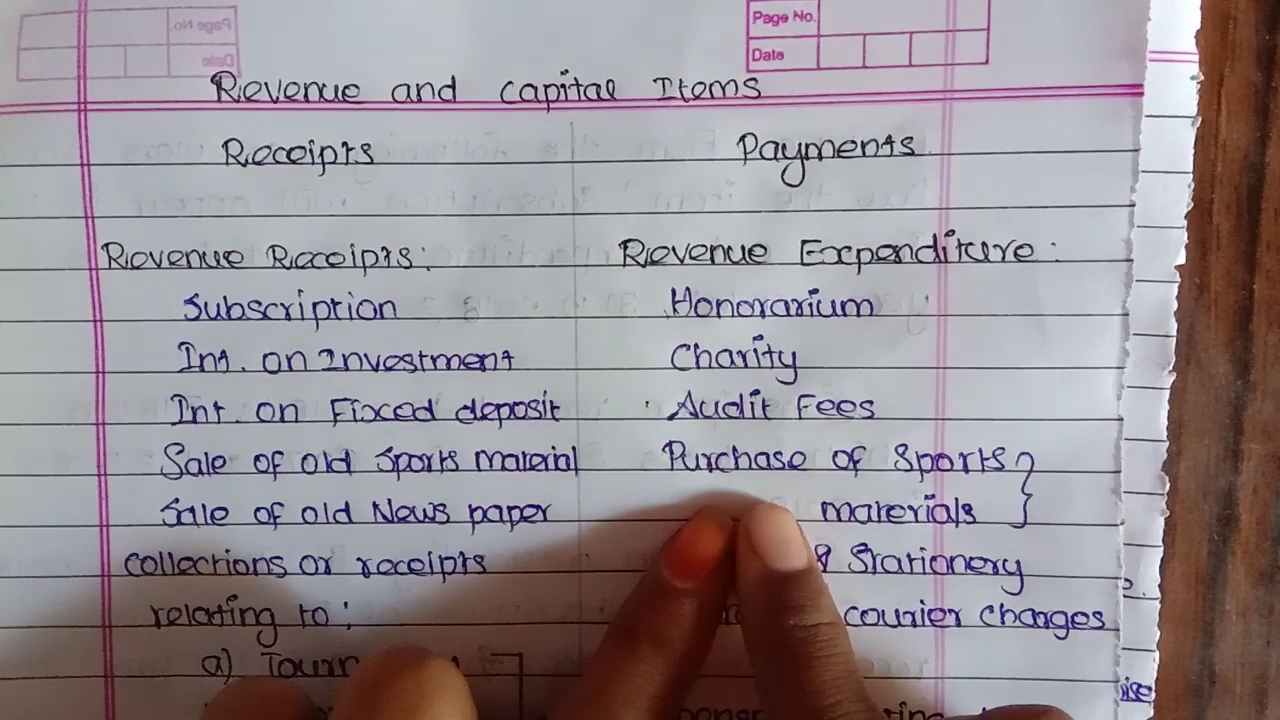 Page No.
Date
Revenue and capital Items
Receipts
Payments
Revenue Receipts:
Subscription
Int. on Investment
Int. on Fixed deposit
Sale of old Sports material
Sale of old News paper
collections or receipts
relating to:
a)
Revenue Expenditure:
Honorarium
Charity
Audit Fees
Purchase of Sports
materials
& Stationery
courier charges